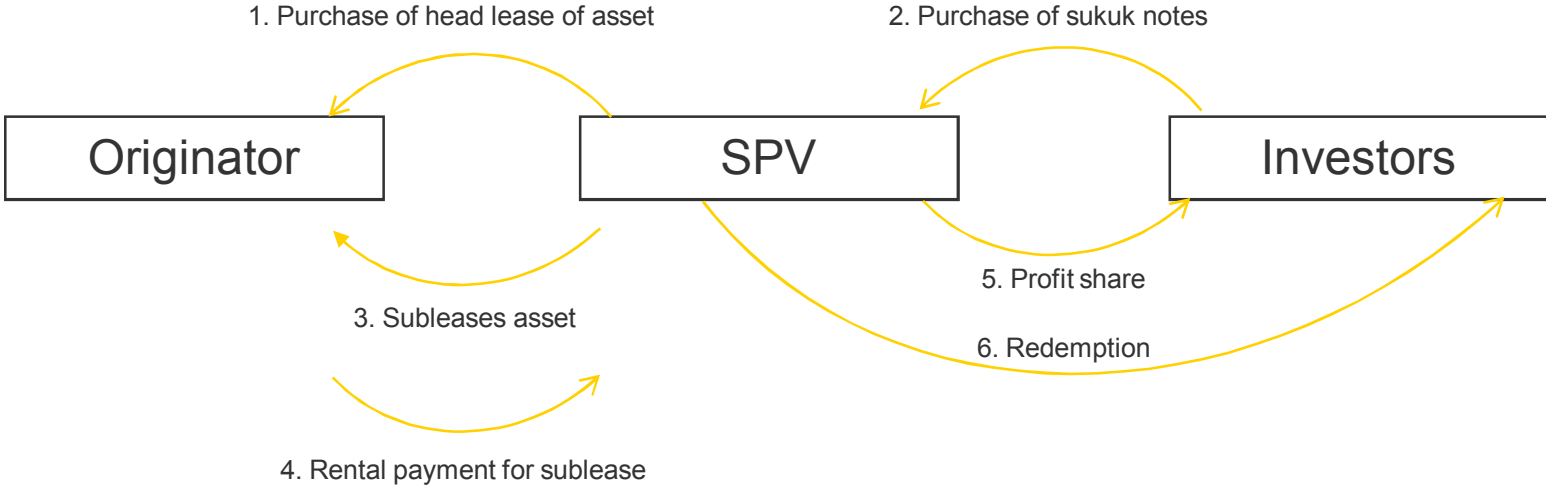 1. Purchase of head lease of asset
2. Purchase of sukuk notes
Originator
SPV
Investors
5. Profit share
3. Subleases asset
6. Redemption
4. Rental payment for sublease